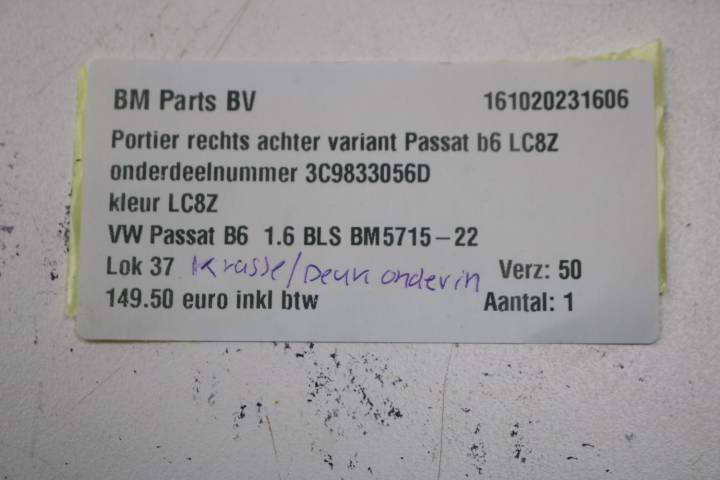 BM Parts BV 161020231606
Portier rechts achter variant Passat b6 LC8Z
onderdeelnummer 3C9833056D
kleur LC8Z
VW Passat B6 1.6 BLS BM5715-22
Lok 37 Krasse/Deuk onderin Verz: 50
149.50 euro inkl btw Aantal: 1